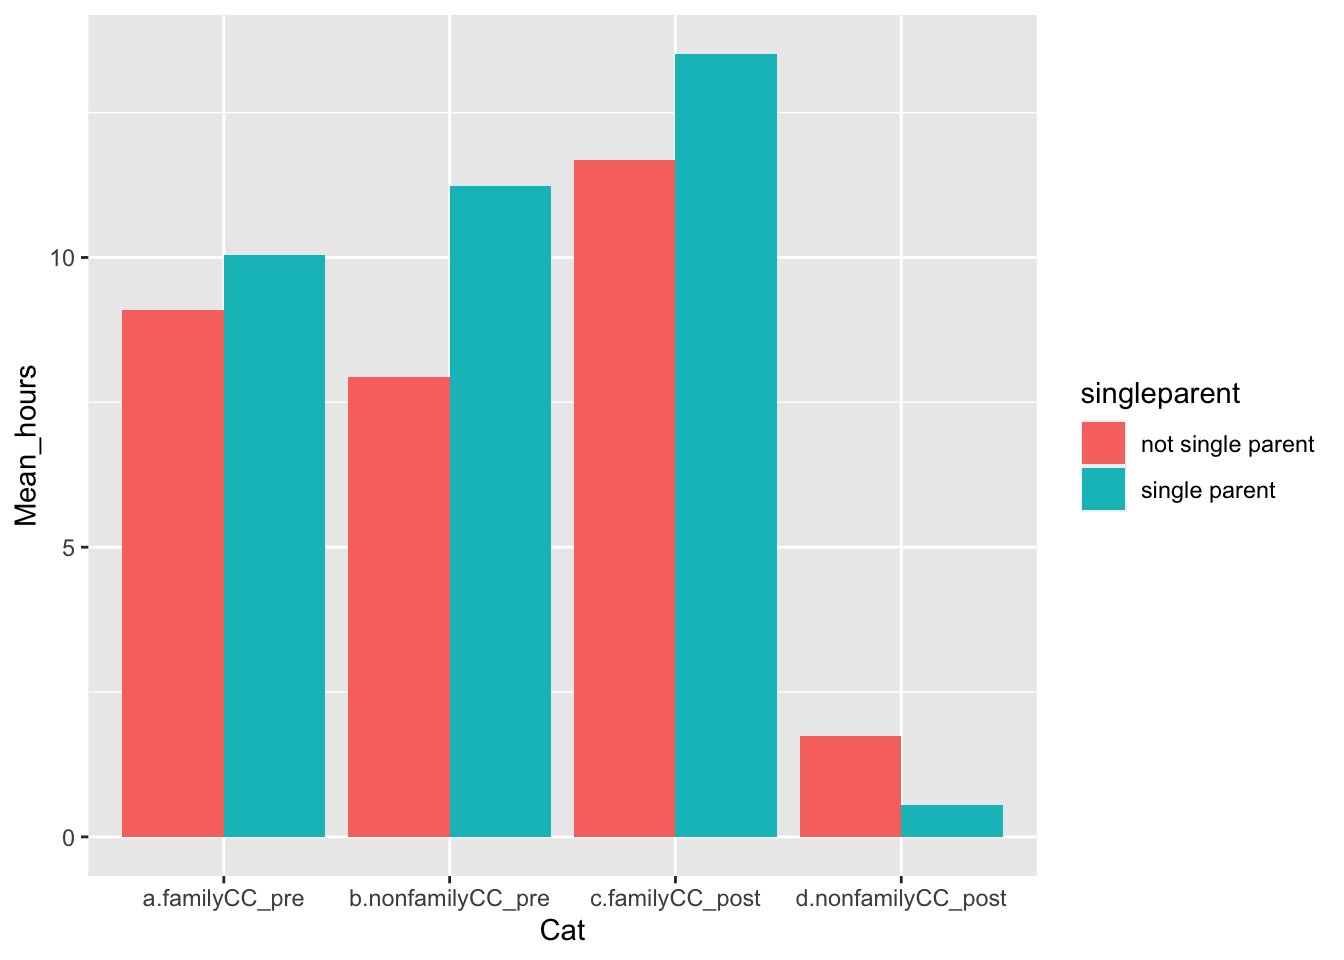 Mean_hours
10
5
0
a.familyCC_pre b.nonfamilyCC_pre c.familyCC_post d.nonfamilyCC_post
Cat
singleparent
not single parent
single parent